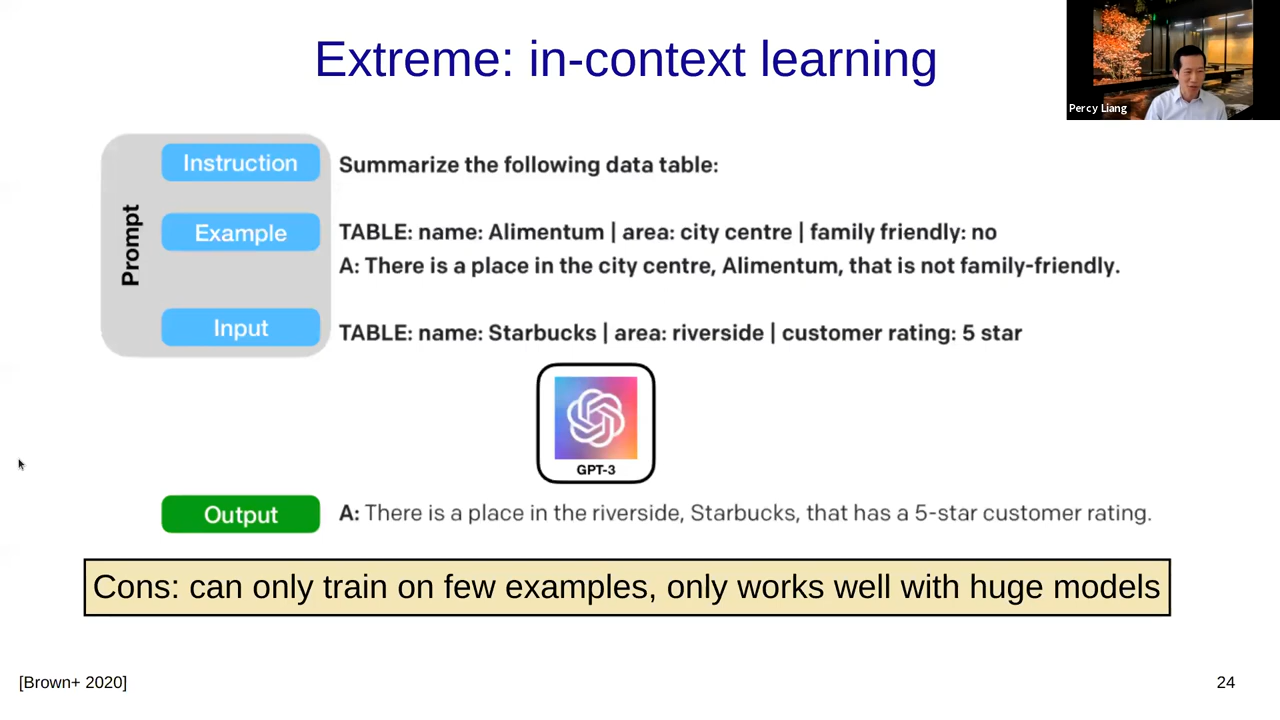 Extreme: in-context learning
Percy Liang
Prompt
Instruction
Summarize the following data table:
Example
TABLE: name: Alimentum | area: city centre | family friendly: no
A: There is a place in the city centre, Alimentum, that is not family-friendly.
Input
TABLE: name: Starbucks | area: riverside | customer rating: 5 star
GPT-3
Output
A: There is a place in the riverside, Starbucks, that has a 5-star customer rating.
Cons: can only train on few examples, only works well with huge models
[Brown+ 2020]
24